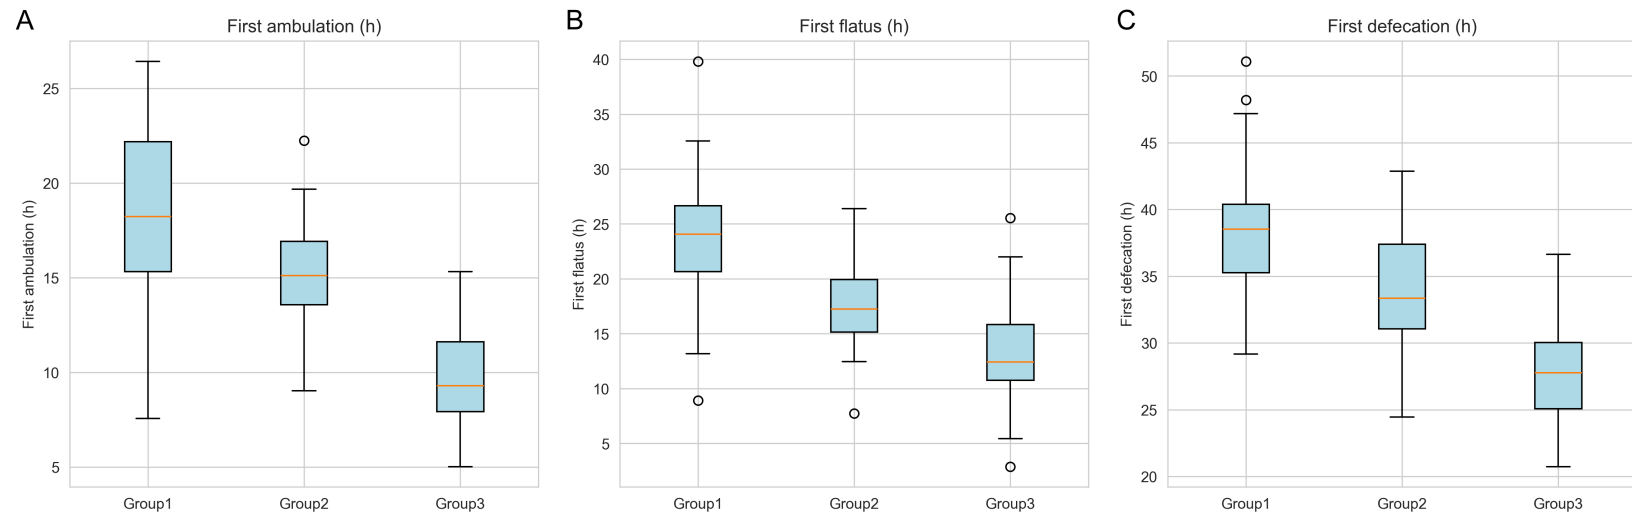 A
First ambulation (h)
First ambulation (h)
25
20
15
10
5
Group1
Group2
Group3
B
First flatus (h)
First flatus (h)
40
35
30
25
20
15
10
5
Group1
Group2
Group3
C
First defecation (h)
First defecation (h)
50
45
40
35
30
25
20
Group1
Group2
Group3